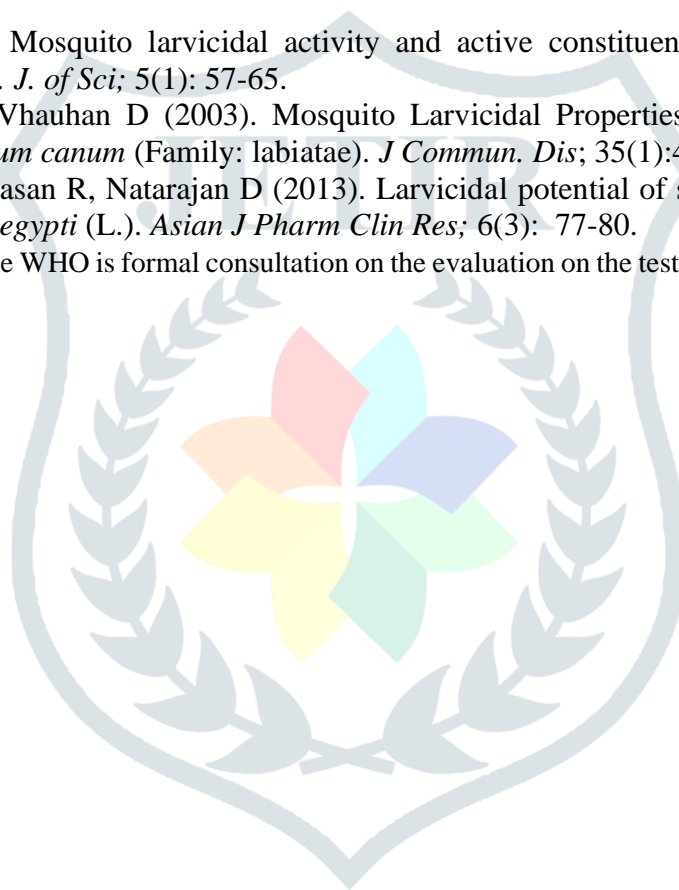 Mosquito larvicidal activity and active constituen
. J. of Sci; 5(1): 57-65.
Vhauhan D (2003). Mosquito Larvicidal Properties
um canum (Family: labiatae). J Commun. Dis; 35(1):4
asan R, Natarajan D (2013). Larvicidal potential of s
egypti (L.). Asian J Pharm Clin Res; 6(3): 77-80.
e WHO is formal consultation on the evaluation on the test
JETIR